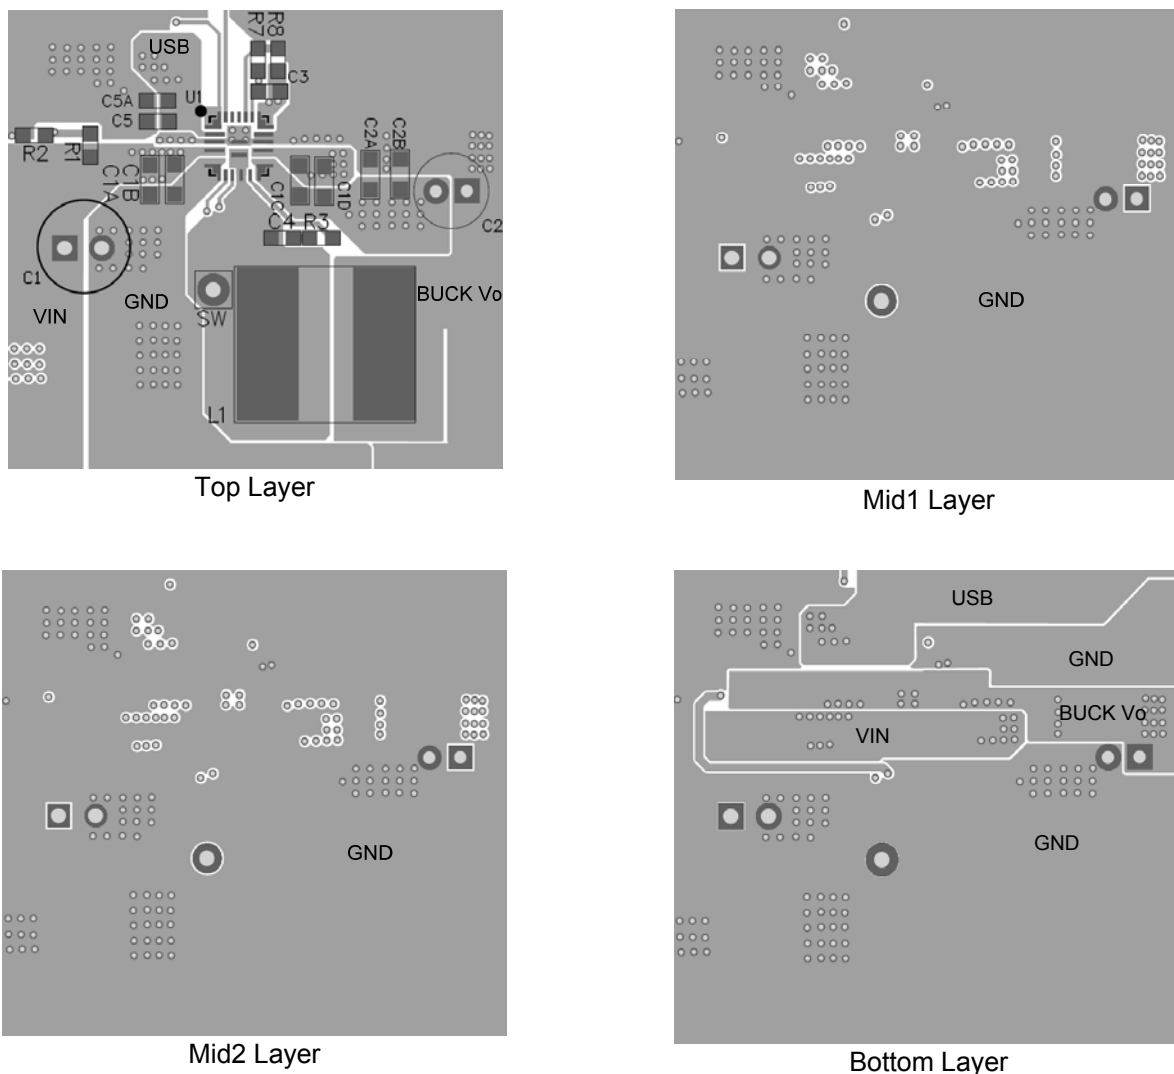 R7
R8
USB
C3
C5A
U1
C5
C2A
C2B
R2
R1
C1A
C1B
C1C
C1D
C2
C4
R3
C1
VIN
GND
SW
BUCK Vo
L1
Top Layer
GND
Mid1 Layer
GND
Mid2 Layer
USB
GND
BUCK Vo
VIN
GND
Bottom Layer